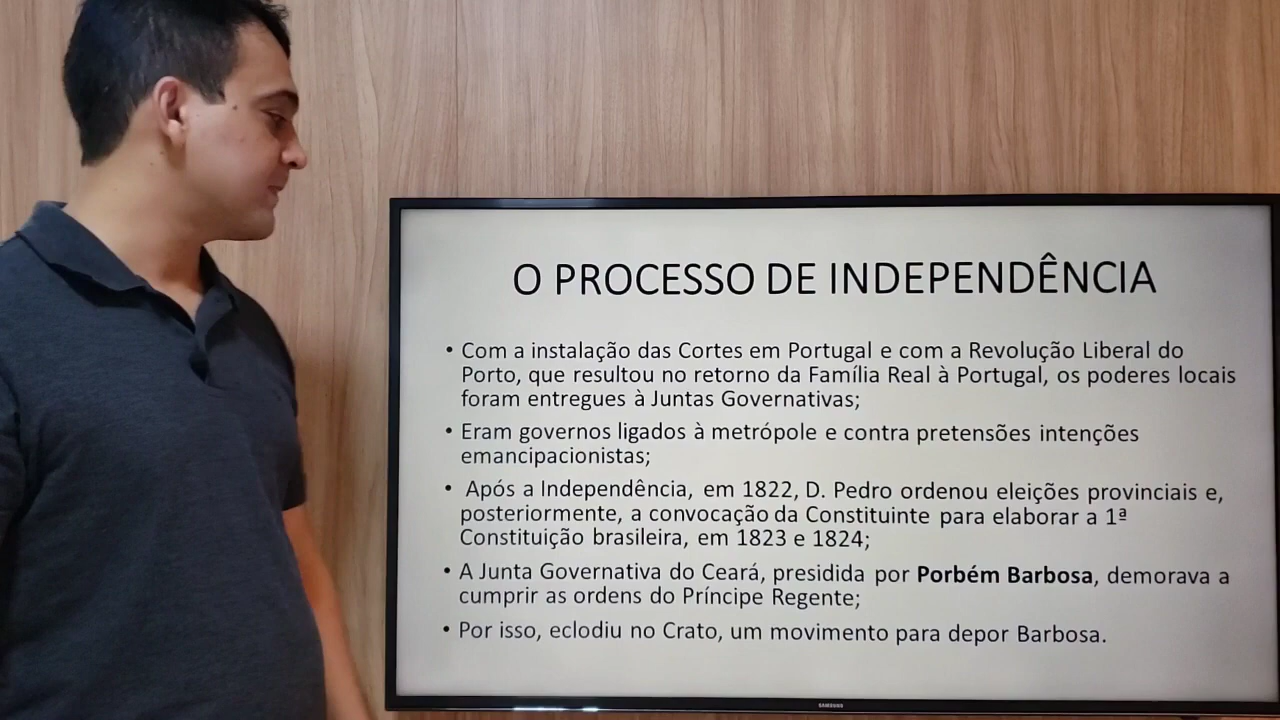 O PROCESSO DE INDEPENDÊNCIA
• Com a instalação das Cortes em Portugal e com a Revolução Liberal do
Porto, que resultou no retorno da Família Real à Portugal, os poderes locais
foram entregues à Juntas Governativas;
• Eram governos ligados à metrópole e contra pretensões intenções
emancipacionistas;
• Após a Independência, em 1822, D. Pedro ordenou eleições provinciais e,
posteriormente, a convocação da Constituinte para elaborar a 1ª
Constituição brasileira, em 1823 e 1824;
• A Junta Governativa do Ceará, presidida por Porbém Barbosa, demorava a
cumprir as ordens do Príncipe Regente;
• Por isso, eclodiu no Crato, um movimento para depor Barbosa.
SAMSUNG